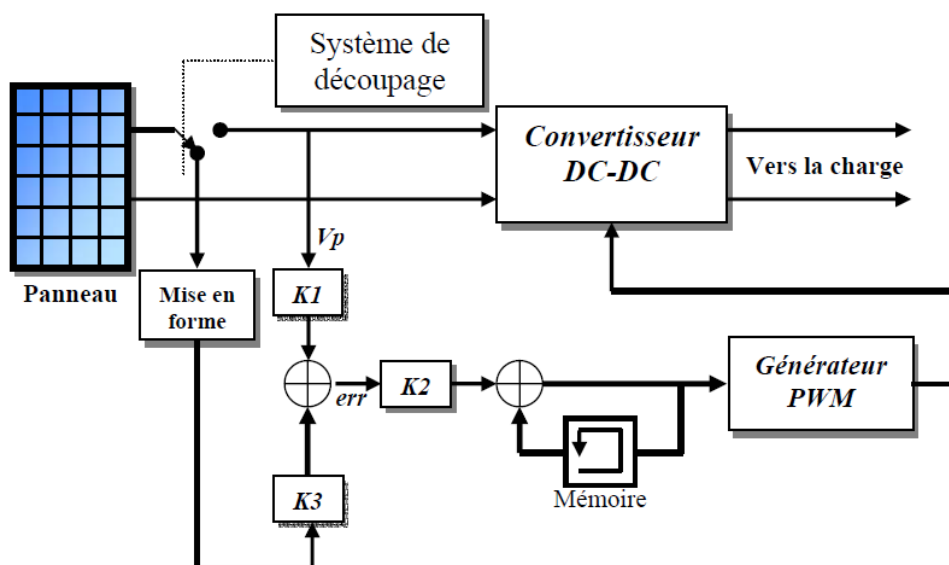 Système de
découpage
Convertisseur
DC-DC
Vers la charge
Vp
Panneau
Mise en
forme
K1
err
K2
Générateur
PWM
K3
Mémoire